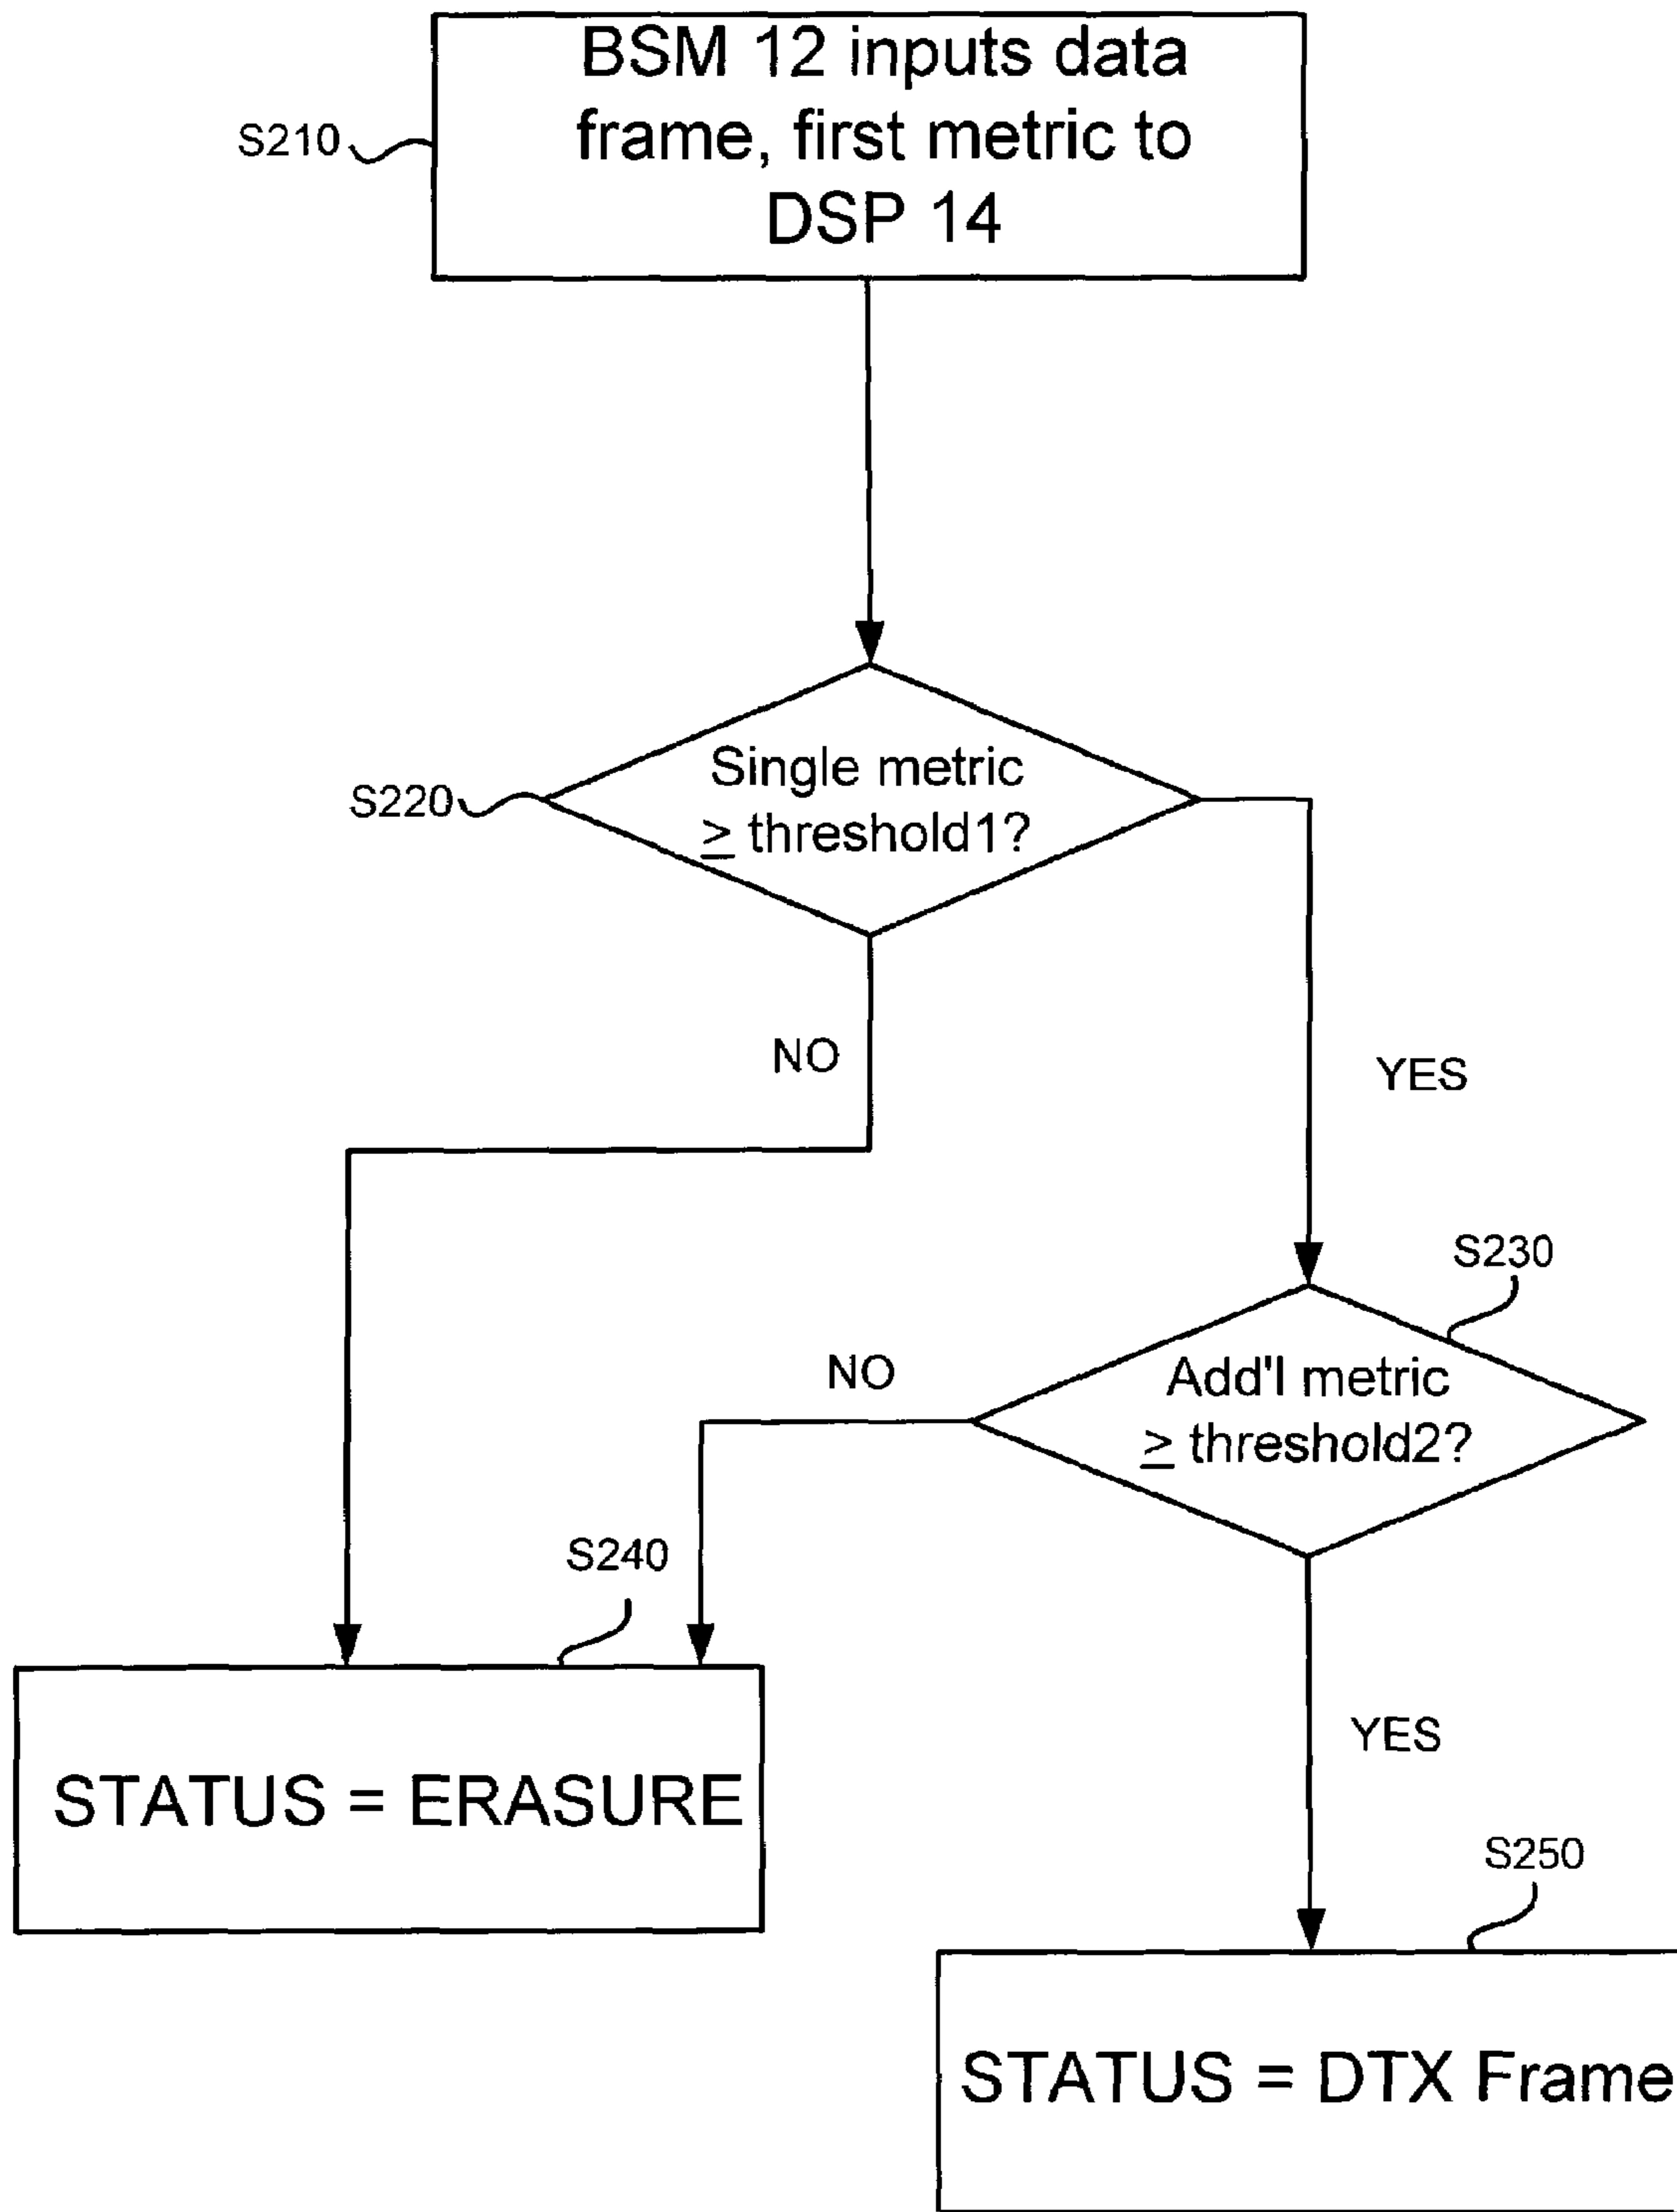 BSM 12 inputs data
frame, first metric to
DSP 14
S210
Single metric
≥ threshold1?
S220
NO
YES
S230
Add'l metric
≥ threshold2?
NO
S240
STATUS = ERASURE
YES
S250
STATUS = DTX Frame